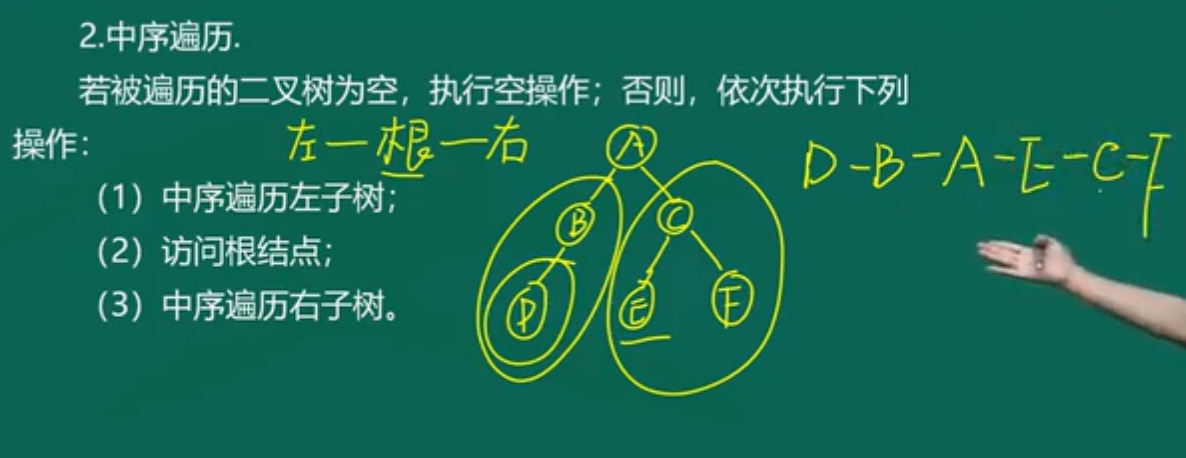 2.中序遍历.
若被遍历的二叉树为空，执行空操作；否则，依次执行下列
操作：
左一根一右
（1）中序遍历左子树；
（2）访问根结点；
（3）中序遍历右子树。
A
B C
D E F
D-B-A-E-C-F